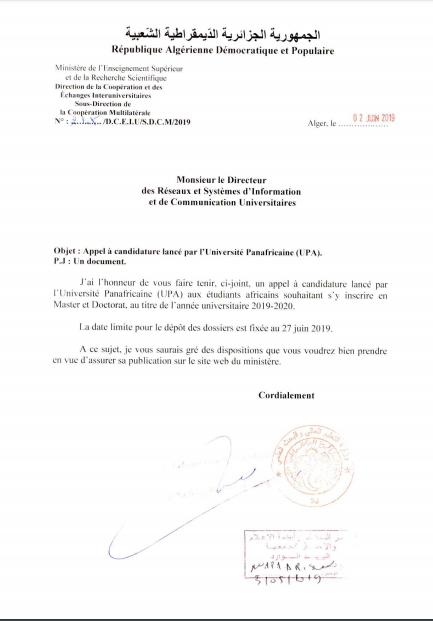 الجمهورية الجزائرية الديمقراطية الشعبية
République Algérienne Démocratique et Populaire
Ministère de l'Enseignement Supérieur
et de la Recherche Scientifique
Direction de la Coopération et des
Échanges Interuniversitaires
Sous-Direction de
la Coopération Multilatérale
N° : /D.C.E.I.U/S.D.C.M/2019
Alger, le 02 JUIN 2019
Monsieur le Directeur
des Réseaux et Systèmes d'Information
et de Communication Universitaires
Objet : Appel à candidature lancé par l'Université Panafricaine (UPA).
P.J : Un document.
J'ai l'honneur de vous faire tenir, ci-joint, un appel à candidature lancé par
l'Université Panafricaine (UPA) aux étudiants africains souhaitant s'y inscrire en
Master et Doctorat, au titre de l'année universitaire 2019-2020.
La date limite pour le dépôt des dossiers est fixée au 27 juin 2019.
A ce sujet, je vous saurais gré des dispositions que vous voudrez bien prendre
en vue d'assurer sa publication sur le site web du ministère.
Cordialement